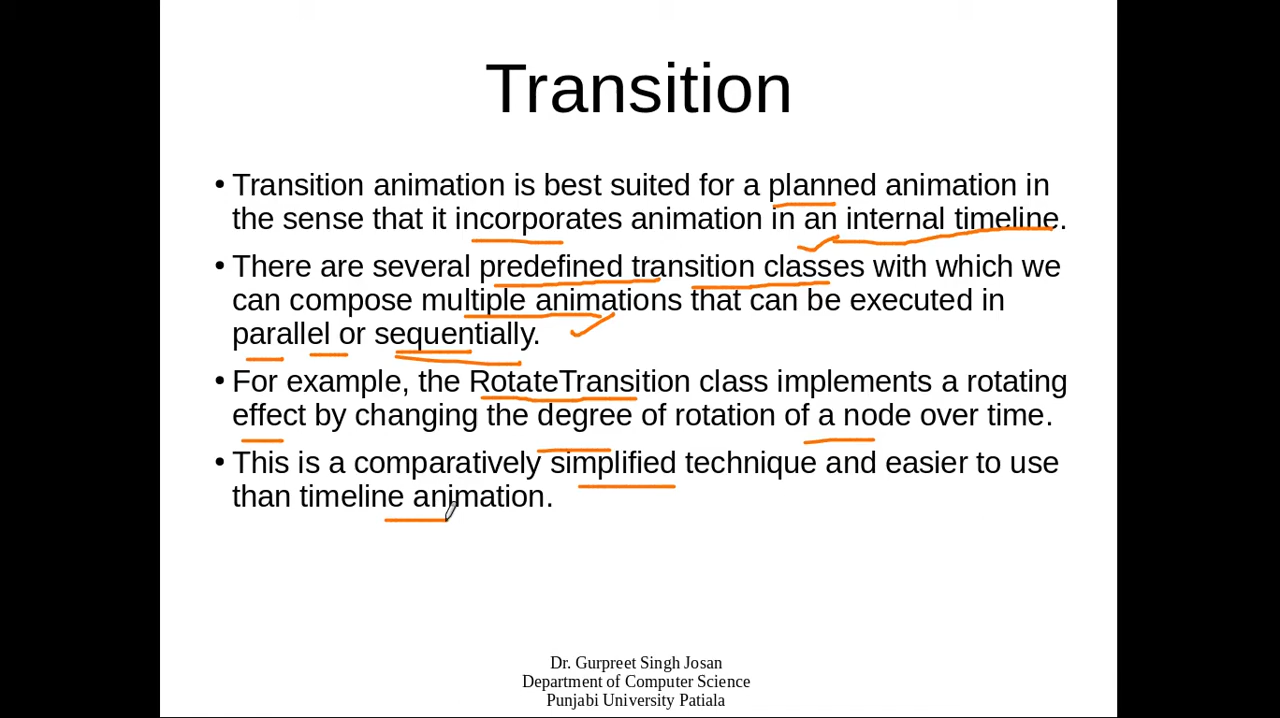 Transition
• Transition animation is best suited for a planned animation in
the sense that it incorporates animation in an internal timeline.
• There are several predefined transition classes with which we
can compose multiple animations that can be executed in
parallel or sequentially.
• For example, the RotateTransition class implements a rotating
effect by changing the degree of rotation of a node over time.
• This is a comparatively simplified technique and easier to use
than timeline animation.
Dr. Gurpreet Singh Josan
Department of Computer Science
Punjabi University Patiala